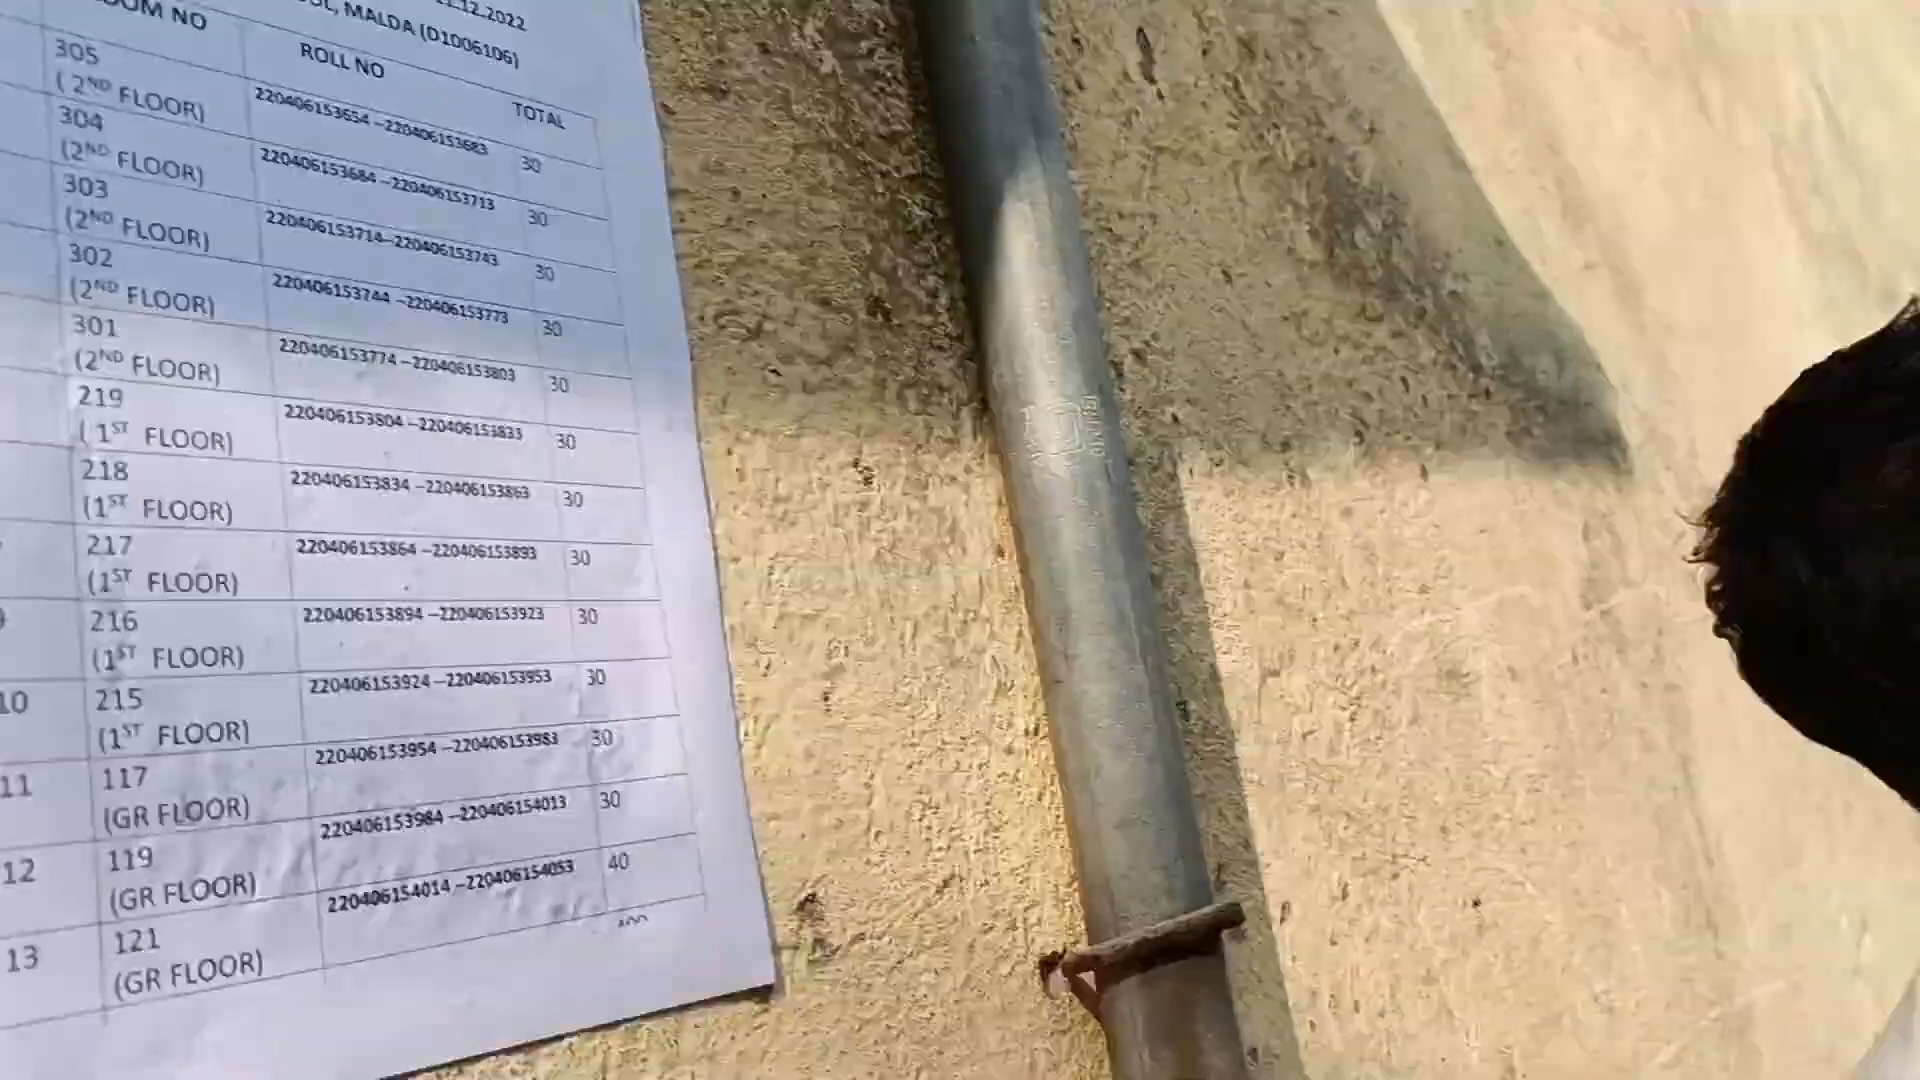 .12.2022
, MALDA (D1006106)
OOM NO ROLL NO TOTAL
305
( 2ND FLOOR) 220406153654 –220406153683 30
304
(2ND FLOOR) 220406153684 –220406153713 30
303
(2ND FLOOR) 220406153714–220406153743 30
302
(2ND FLOOR) 220406153744 –220406153773 30
301
(2ND FLOOR) 220406153774 –220406153803 30
219
( 1ST FLOOR) 220406153804 –220406153833 30
218
(1ST FLOOR) 220406153834 –220406153863 30
217
(1ST FLOOR) 220406153864 –220406153893 30
216
(1ST FLOOR) 220406153894 –220406153923 30
10 215
(1ST FLOOR) 220406153924 –220406153953 30
11 117
(GR FLOOR) 220406153954 –220406153983 30
12 119
(GR FLOOR) 220406153984 –220406154013 30
13 121
(GR FLOOR) 220406154014 –220406154053 40